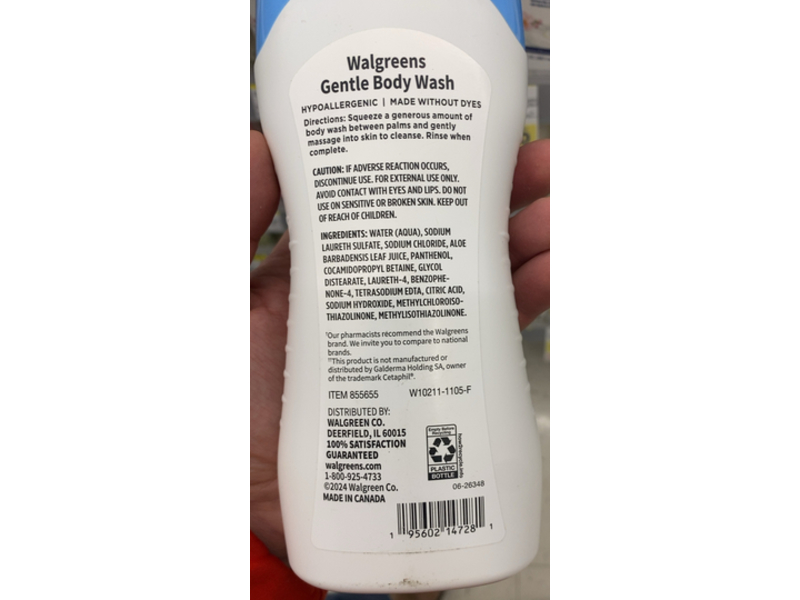 Walgreens
Gentle Body Wash
HYPOALLERGENIC | MADE WITHOUT DYES
Directions: Squeeze a generous amount of
body wash between palms and gently
massage into skin to cleanse. Rinse when
complete.
CAUTION: IF ADVERSE REACTION OCCURS,
DISCONTINUE USE. FOR EXTERNAL USE ONLY.
AVOID CONTACT WITH EYES AND LIPS. DO NOT
USE ON SENSITIVE OR BROKEN SKIN. KEEP OUT
OF REACH OF CHILDREN.
INGREDIENTS: WATER (AQUA), SODIUM
LAURETH SULFATE, SODIUM CHLORIDE, ALOE
BARBADENSIS LEAF JUICE, PANTHENOL,
COCAMIDOPROPYL BETAINE, GLYCOL
DISTEARATE, LAURETH-4, BENZOPHE-
NONE-4, TETRASODIUM EDTA, CITRIC ACID,
SODIUM HYDROXIDE, METHYLCHLOROISO-
THIAZOLINONE, METHYLISOTHIAZOLINONE.
†Our pharmacists recommend the Walgreens
brand. We invite you to compare to national
brands.
††This product is not manufactured or
distributed by Galderma Holding SA, owner
of the trademark Cetaphil®.
ITEM 855655 W10211-1105-F
DISTRIBUTED BY:
WALGREEN CO.
DEERFIELD, IL 60015
100% SATISFACTION
GUARANTEED
walgreens.com
1-800-925-4733
©2024 Walgreen Co.
MADE IN CANADA
Empty Before
Recycling
PLASTIC
BOTTLE
how2recycle.info
06-26348
1 95602 14728 1